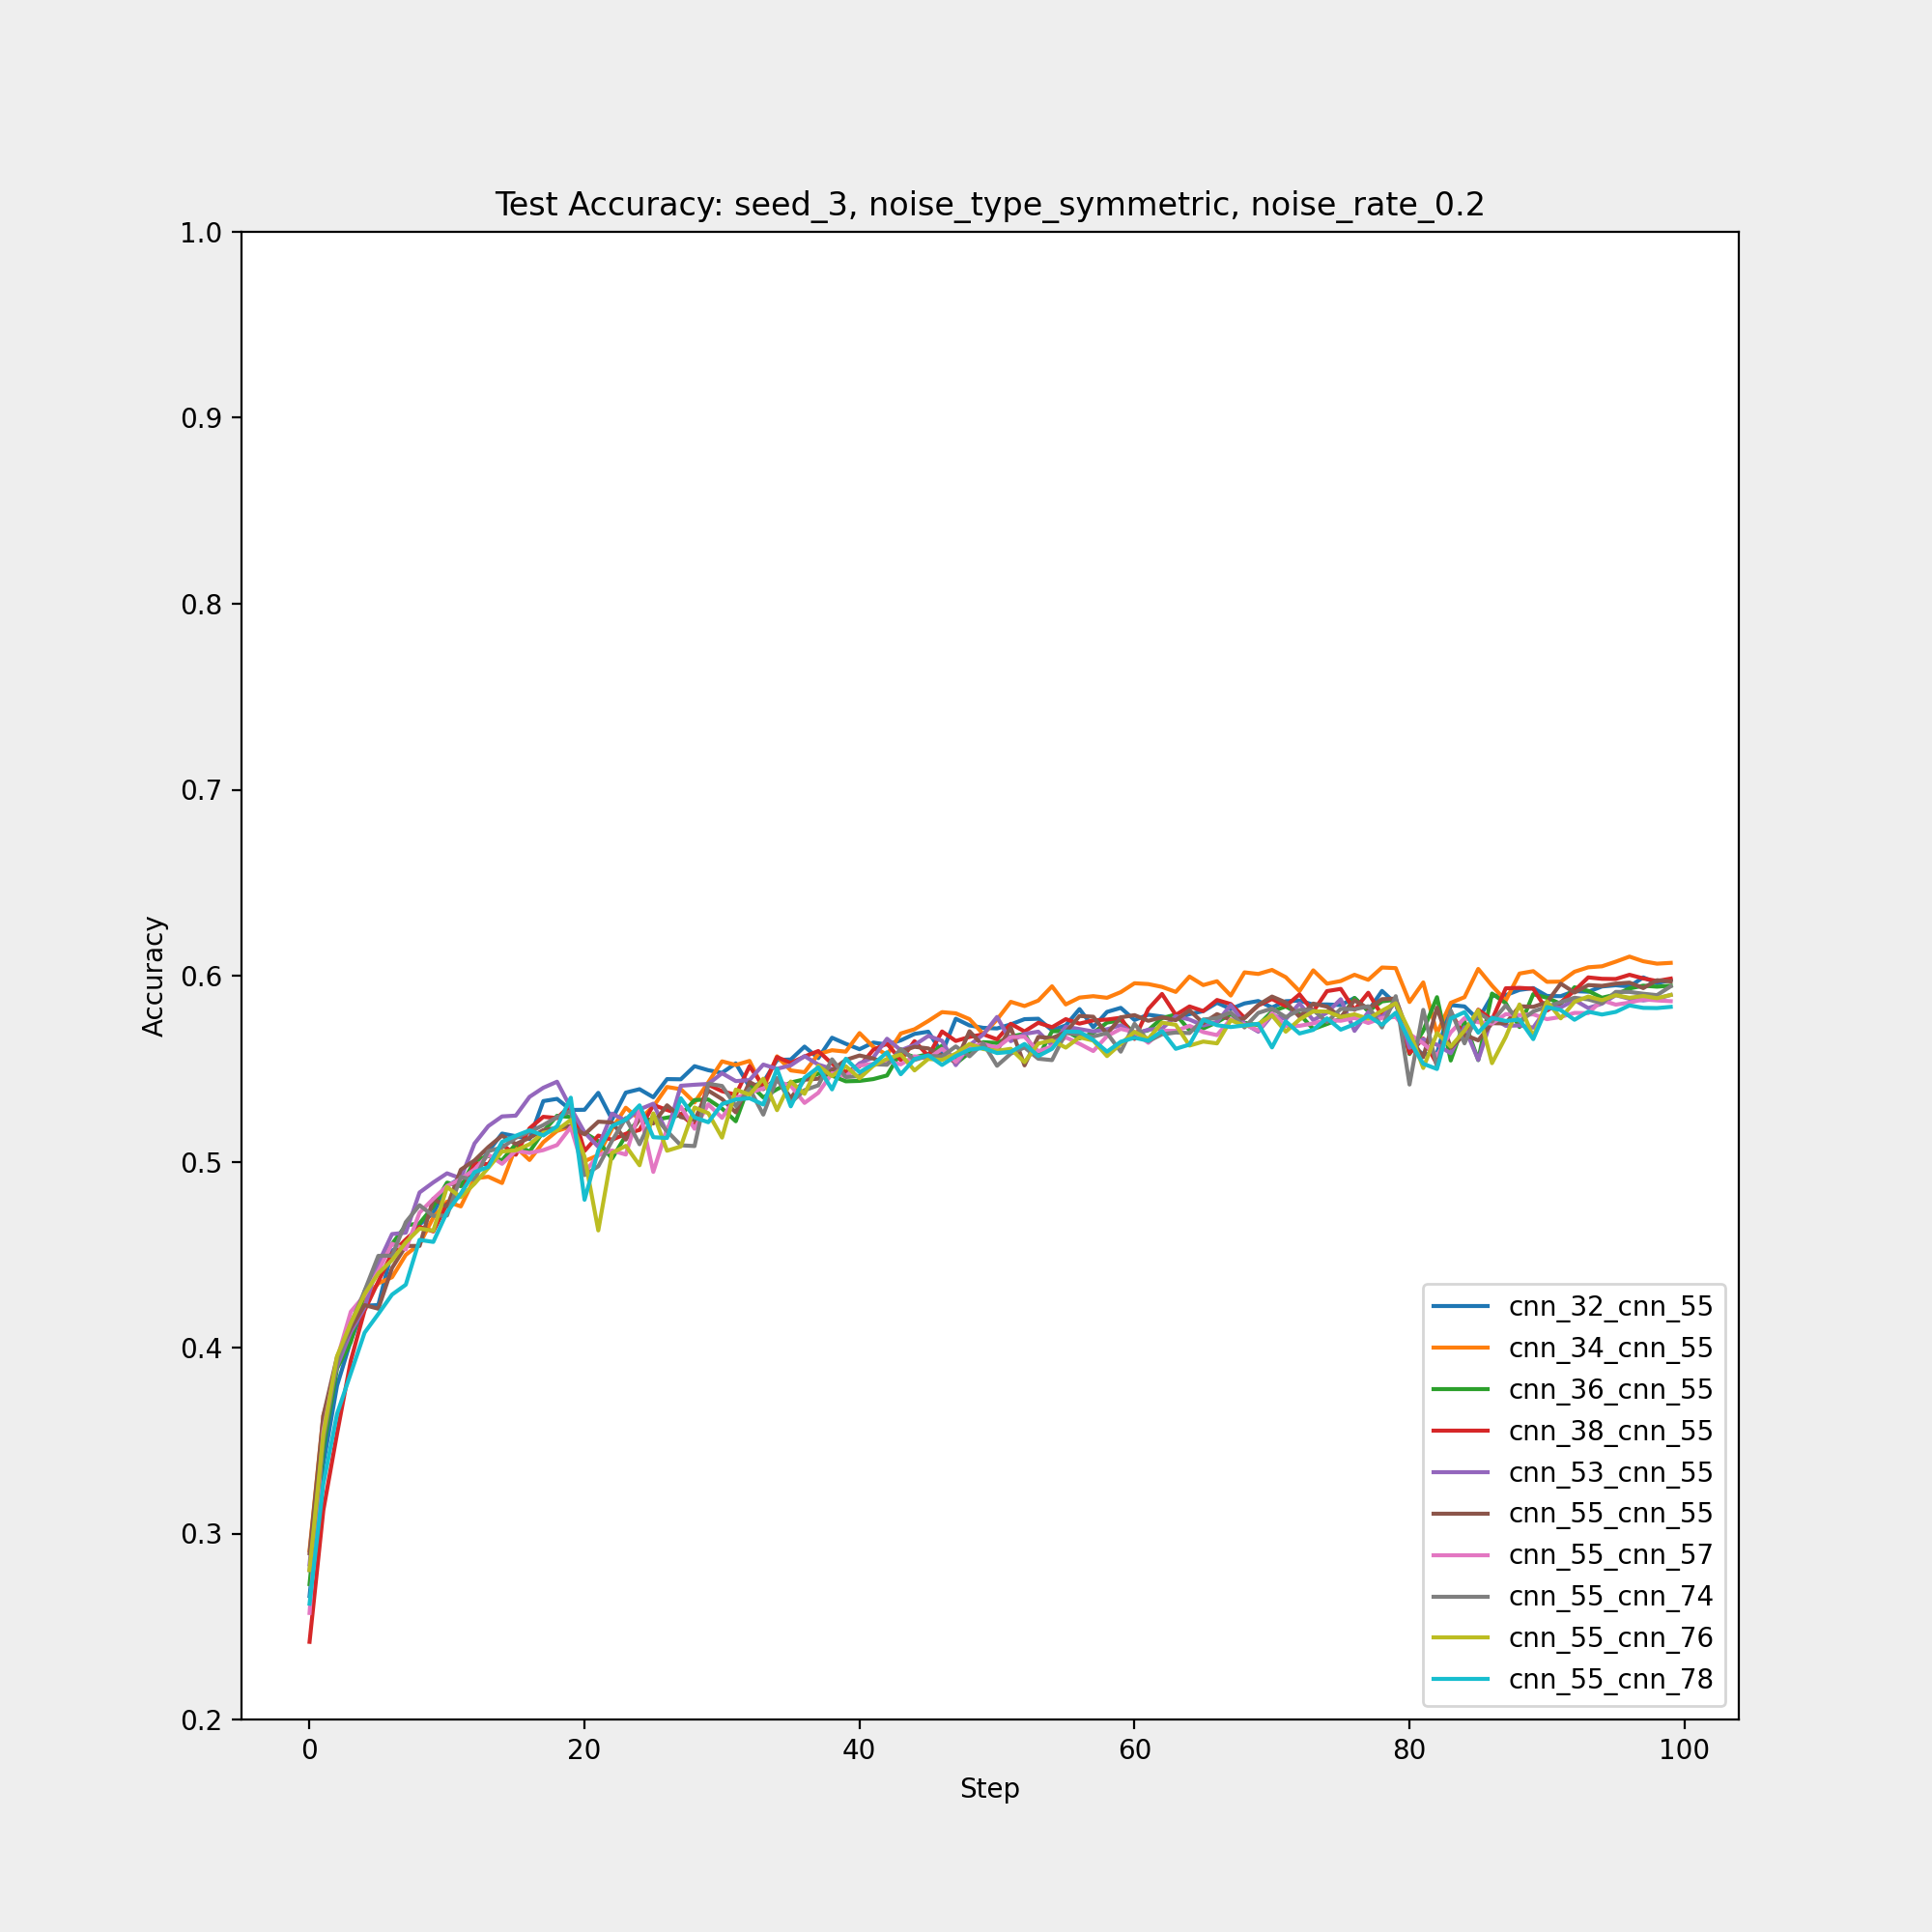 Test Accuracy: seed_3, noise_type_symmetric, noise_rate_0.2
1.0
0.9
0.8
0.7
0.6
0.5
0.4
0.3
0.2
Accuracy
0 20 40 60 80 100
Step
cnn_32_cnn_55
cnn_34_cnn_55
cnn_36_cnn_55
cnn_38_cnn_55
cnn_53_cnn_55
cnn_55_cnn_55
cnn_55_cnn_57
cnn_55_cnn_74
cnn_55_cnn_76
cnn_55_cnn_78